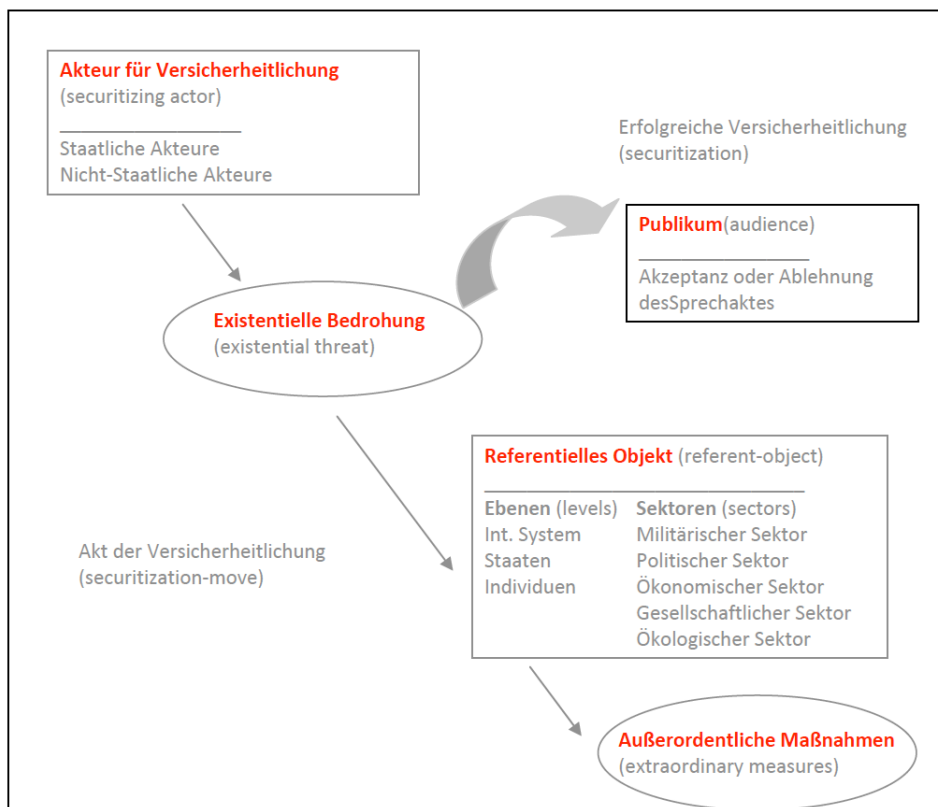 Akteur für Versicherheitlichung
(securitizing actor)
Staatliche Akteure
Nicht-Staatliche Akteure
Erfolgreiche Versicherheitlichung
(securitization)
Publikum(audience)
Akzeptanz oder Ablehnung
desSprechaktes
Existentielle Bedrohung
(existential threat)
Referentielles Objekt (referent-object)
Ebenen (levels) Sektoren (sectors)
Int. System Militärischer Sektor
Staaten Politischer Sektor
Individuen Ökonomischer Sektor
Gesellschaftlicher Sektor
Ökologischer Sektor
Akt der Versicherheitlichung
(securitization-move)
Außerordentliche Maßnahmen
(extraordinary measures)